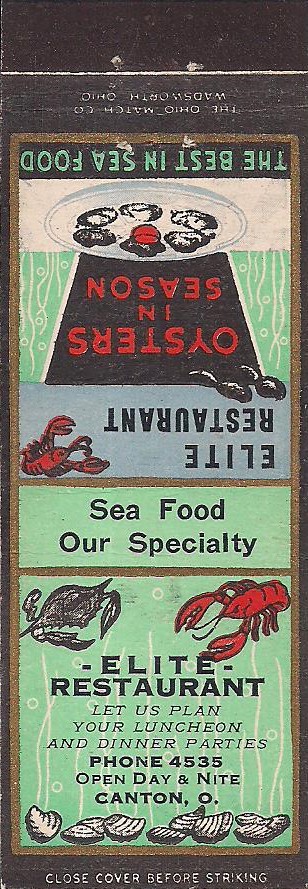 THE OHIO MATCH CO
WADSWORTH, OHIO
THE BEST IN SEA FOOD
OYSTERS
IN
SEASON
ELITE
RESTAURANT
Sea Food
Our Specialty
-ELITE-
RESTAURANT
LET US PLAN
YOUR LUNCHEON
AND DINNER PARTIES
PHONE 4535
OPEN DAY & NITE
CANTON, O.
CLOSE COVER BEFORE STRIKING